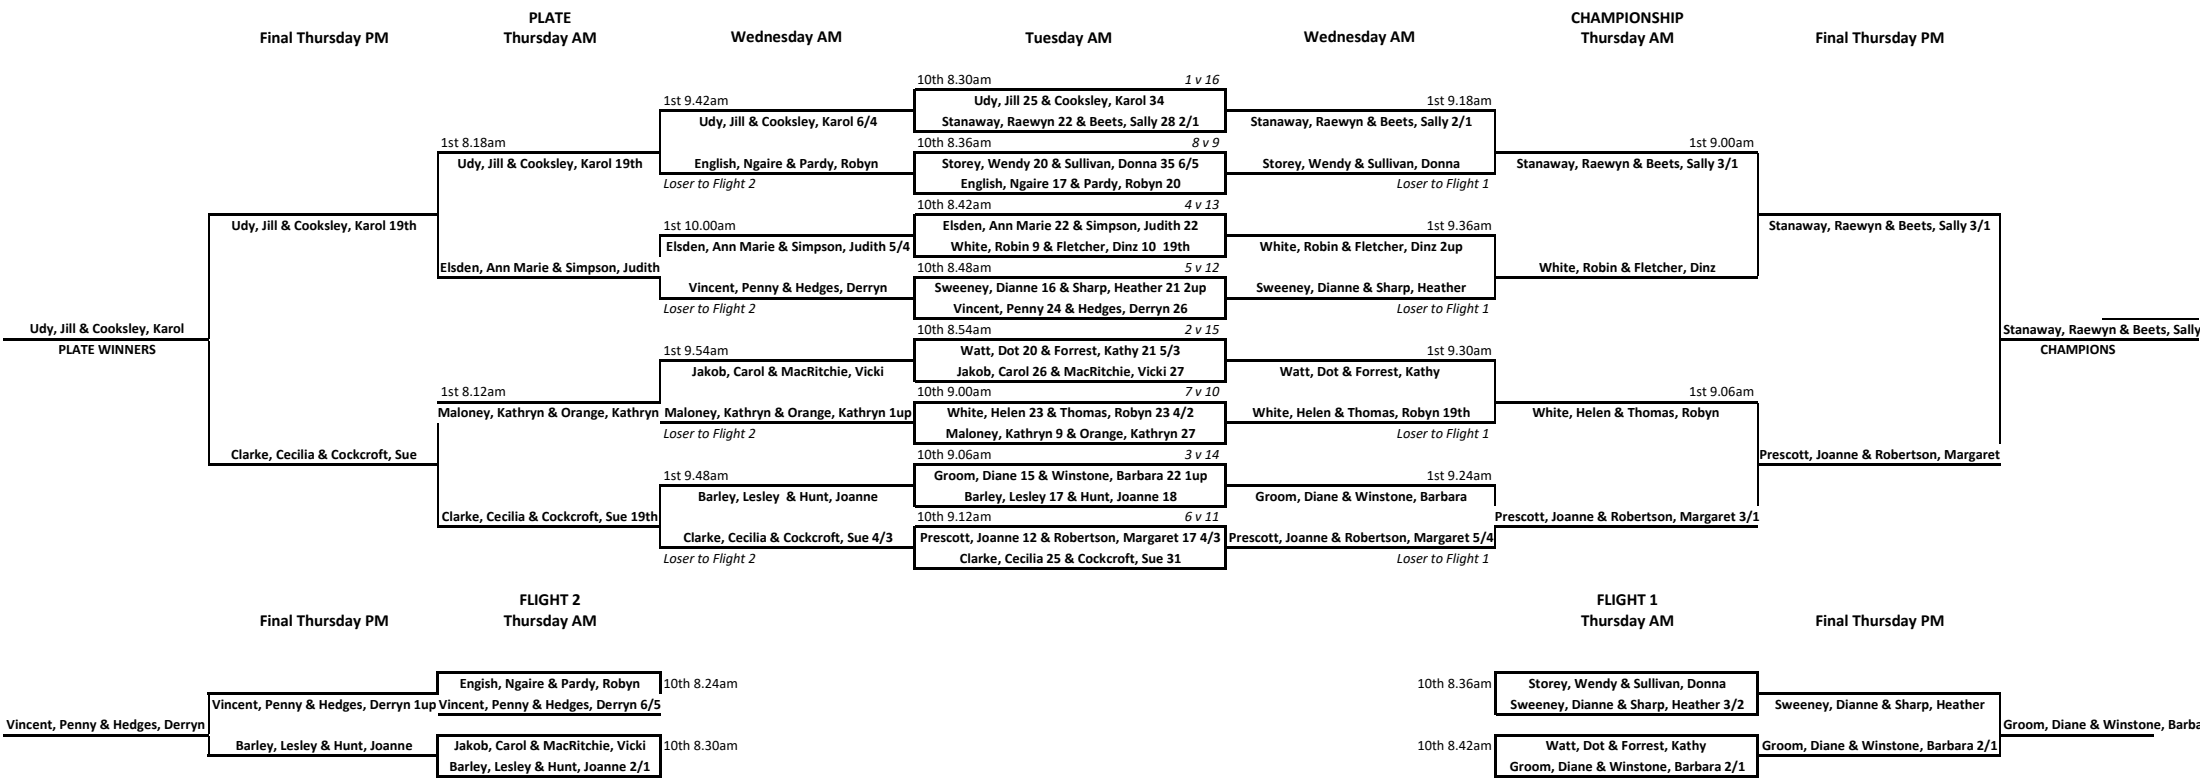 PLATE CHAMPIONSHIP
Final Thursday PM Thursday AM Wednesday AM Tuesday AM Wednesday AM Thursday AM Final Thursday PM
10th 8.30am 1 v 16
1st 9.42am Udy, Jill 25 & Cooksley, Karol 34 1st 9.18am
Udy, Jill & Cooksley, Karol 6/4 Stanaway, Raewyn 22 & Beets, Sally 28 2/1 Stanaway, Raewyn & Beets, Sally 2/1
1st 8.18am 10th 8.36am 8 v 9 1st 9.00am
Udy, Jill & Cooksley, Karol 19th English, Ngaire & Pardy, Robyn Storey, Wendy 20 & Sullivan, Donna 35 6/5 Storey, Wendy & Sullivan, Donna Stanaway, Raewyn & Beets, Sally 3/1
Loser to Flight 2 English, Ngaire 17 & Pardy, Robyn 20 Loser to Flight 1
10th 8.42am 4 v 13
Udy, Jill & Cooksley, Karol 19th 1st 10.00am Elsden, Ann Marie 22 & Simpson, Judith 22 1st 9.36am Stanaway, Raewyn & Beets, Sally 3/1
Elsden, Ann Marie & Simpson, Judith 5/4 White, Robin 9 & Fletcher, Dinz 10 19th White, Robin & Fletcher, Dinz 2up
Elsden, Ann Marie & Simpson, Judith 10th 8.48am 5 v 12 White, Robin & Fletcher, Dinz
Vincent, Penny & Hedges, Derryn Sweeney, Dianne 16 & Sharp, Heather 21 2up Sweeney, Dianne & Sharp, Heather
Loser to Flight 2 Vincent, Penny 24 & Hedges, Derryn 26 Loser to Flight 1
Udy, Jill & Cooksley, Karol 10th 8.54am 2 v 15 Stanaway, Raewyn & Beets, Sally
PLATE WINNERS 1st 9.54am Watt, Dot 20 & Forrest, Kathy 21 5/3 1st 9.30am CHAMPIONS
Jakob, Carol & MacRitchie, Vicki Jakob, Carol 26 & MacRitchie, Vicki 27 Watt, Dot & Forrest, Kathy
1st 8.12am 10th 9.00am 7 v 10 1st 9.06am
Maloney, Kathryn & Orange, Kathryn Maloney, Kathryn & Orange, Kathryn 1up White, Helen 23 & Thomas, Robyn 23 4/2 White, Helen & Thomas, Robyn 19th White, Helen & Thomas, Robyn
Loser to Flight 2 Maloney, Kathryn 9 & Orange, Kathryn 27 Loser to Flight 1
Clarke, Cecilia & Cockcroft, Sue 10th 9.06am 3 v 14 Prescott, Joanne & Robertson, Margaret
1st 9.48am Groom, Diane 15 & Winstone, Barbara 22 1up 1st 9.24am
Barley, Lesley & Hunt, Joanne Barley, Lesley 17 & Hunt, Joanne 18 Groom, Diane & Winstone, Barbara
Clarke, Cecilia & Cockcroft, Sue 19th 10th 9.12am 6 v 11 Prescott, Joanne & Robertson, Margaret 3/1
Clarke, Cecilia & Cockcroft, Sue 4/3 Prescott, Joanne 12 & Robertson, Margaret 17 4/3 Prescott, Joanne & Robertson, Margaret 5/4
Loser to Flight 2 Clarke, Cecilia 25 & Cockcroft, Sue 31 Loser to Flight 1
FLIGHT 2 FLIGHT 1
Final Thursday PM Thursday AM Thursday AM Final Thursday PM
Engish, Ngaire & Pardy, Robyn 10th 8.24am 10th 8.36am Storey, Wendy & Sullivan, Donna
Vincent, Penny & Hedges, Derryn 1up Vincent, Penny & Hedges, Derryn 6/5 Sweeney, Dianne & Sharp, Heather 3/2 Sweeney, Dianne & Sharp, Heather
Vincent, Penny & Hedges, Derryn Groom, Diane & Winstone, Barba
Barley, Lesley & Hunt, Joanne Jakob, Carol & MacRitchie, Vicki 10th 8.30am 10th 8.42am Watt, Dot & Forrest, Kathy Groom, Diane & Winstone, Barbara 2/1
Barley, Lesley & Hunt, Joanne 2/1 Groom, Diane & Winstone, Barbara 2/1